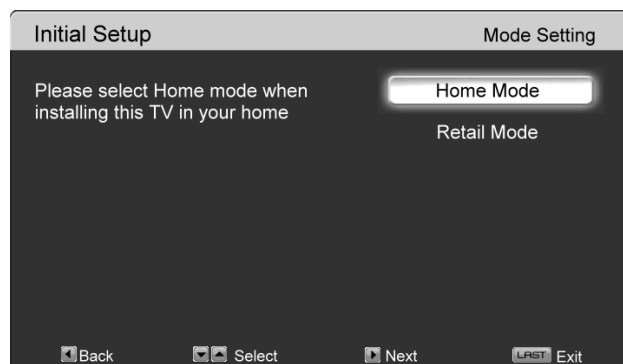 Initial Setup
Mode Setting
Please select Home mode when
installing this TV in your home
Home Mode
Retail Mode
Back Select Next LAST Exit